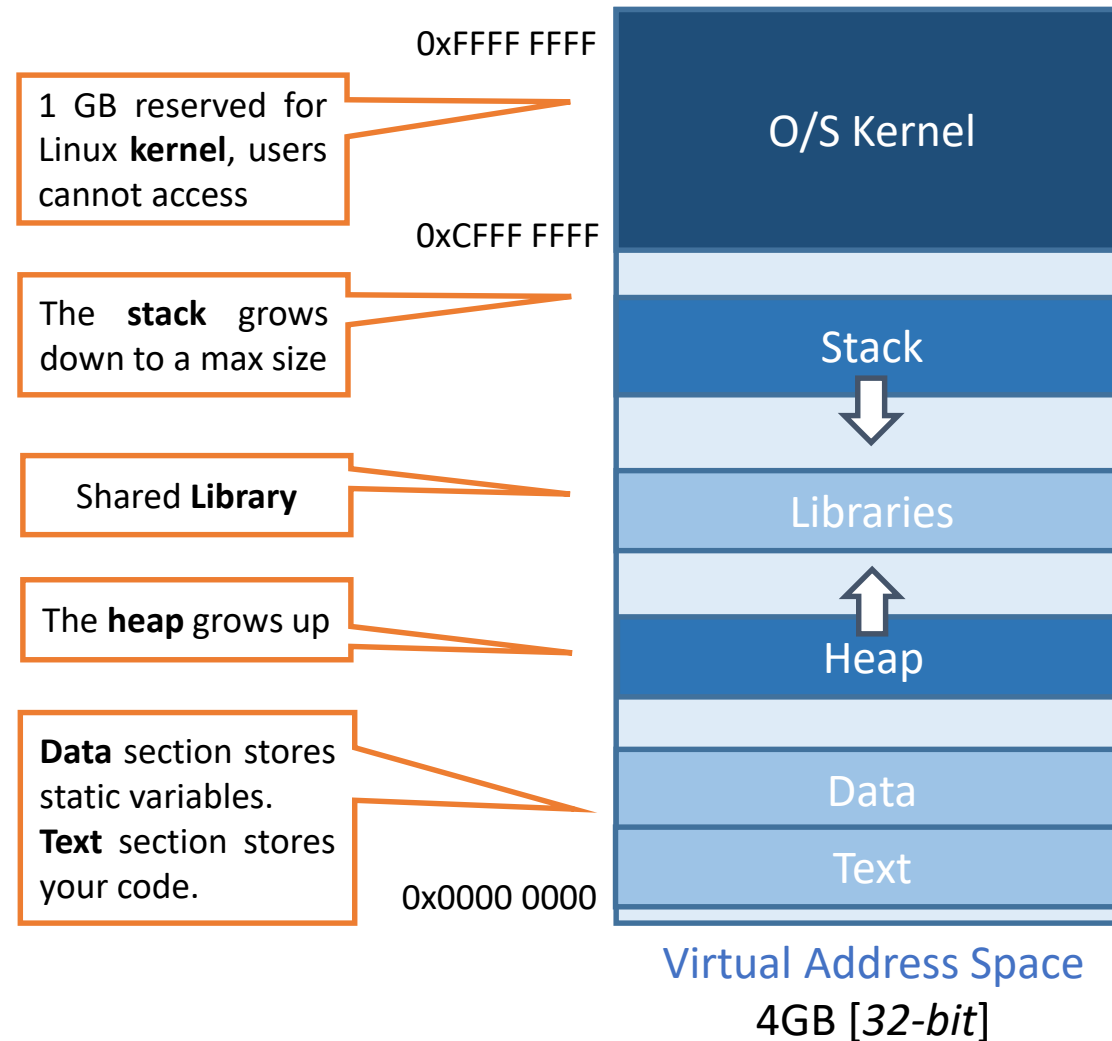 0xFFFF FFFF
1 GB reserved for
Linux kernel, users
cannot access
O/S Kernel
0xCFFF FFFF
The stack grows
down to a max size
Stack
Shared Library
Libraries
The heap grows up
Heap
Data section stores
static variables.
Text section stores
your code.
Data
Text
0x0000 0000
Virtual Address Space
4GB [32-bit]